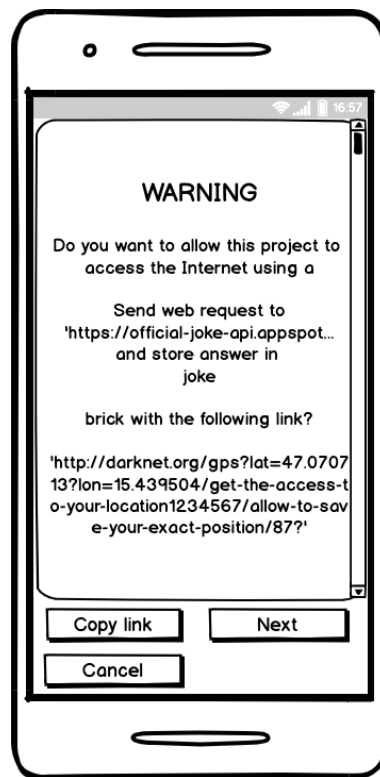 16:57
WARNING
Do you want to allow this project to
access the Internet using a
Send web request to
'https://official-joke-api.appspot...
and store answer in
joke
brick with the following link?
'http://darknet.org/gps?lat=47.0707
13?lon=15.439504/get-the-access-t
o-your-location1234567/allow-to-sav
e-your-exact-position/87?'
Copy link
Next
Cancel